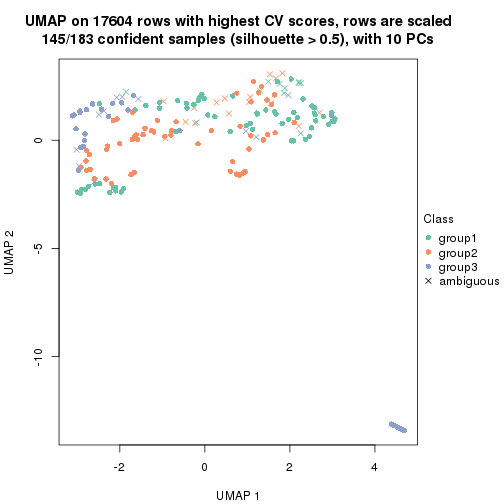 UMAP on 17604 rows with highest CV scores, rows are scaled
145/183 confident samples (silhouette > 0.5), with 10 PCs
0
-5
-10
UMAP 2
-2
0
2
4
UMAP 1
Class
group1
group2
group3
ambiguous